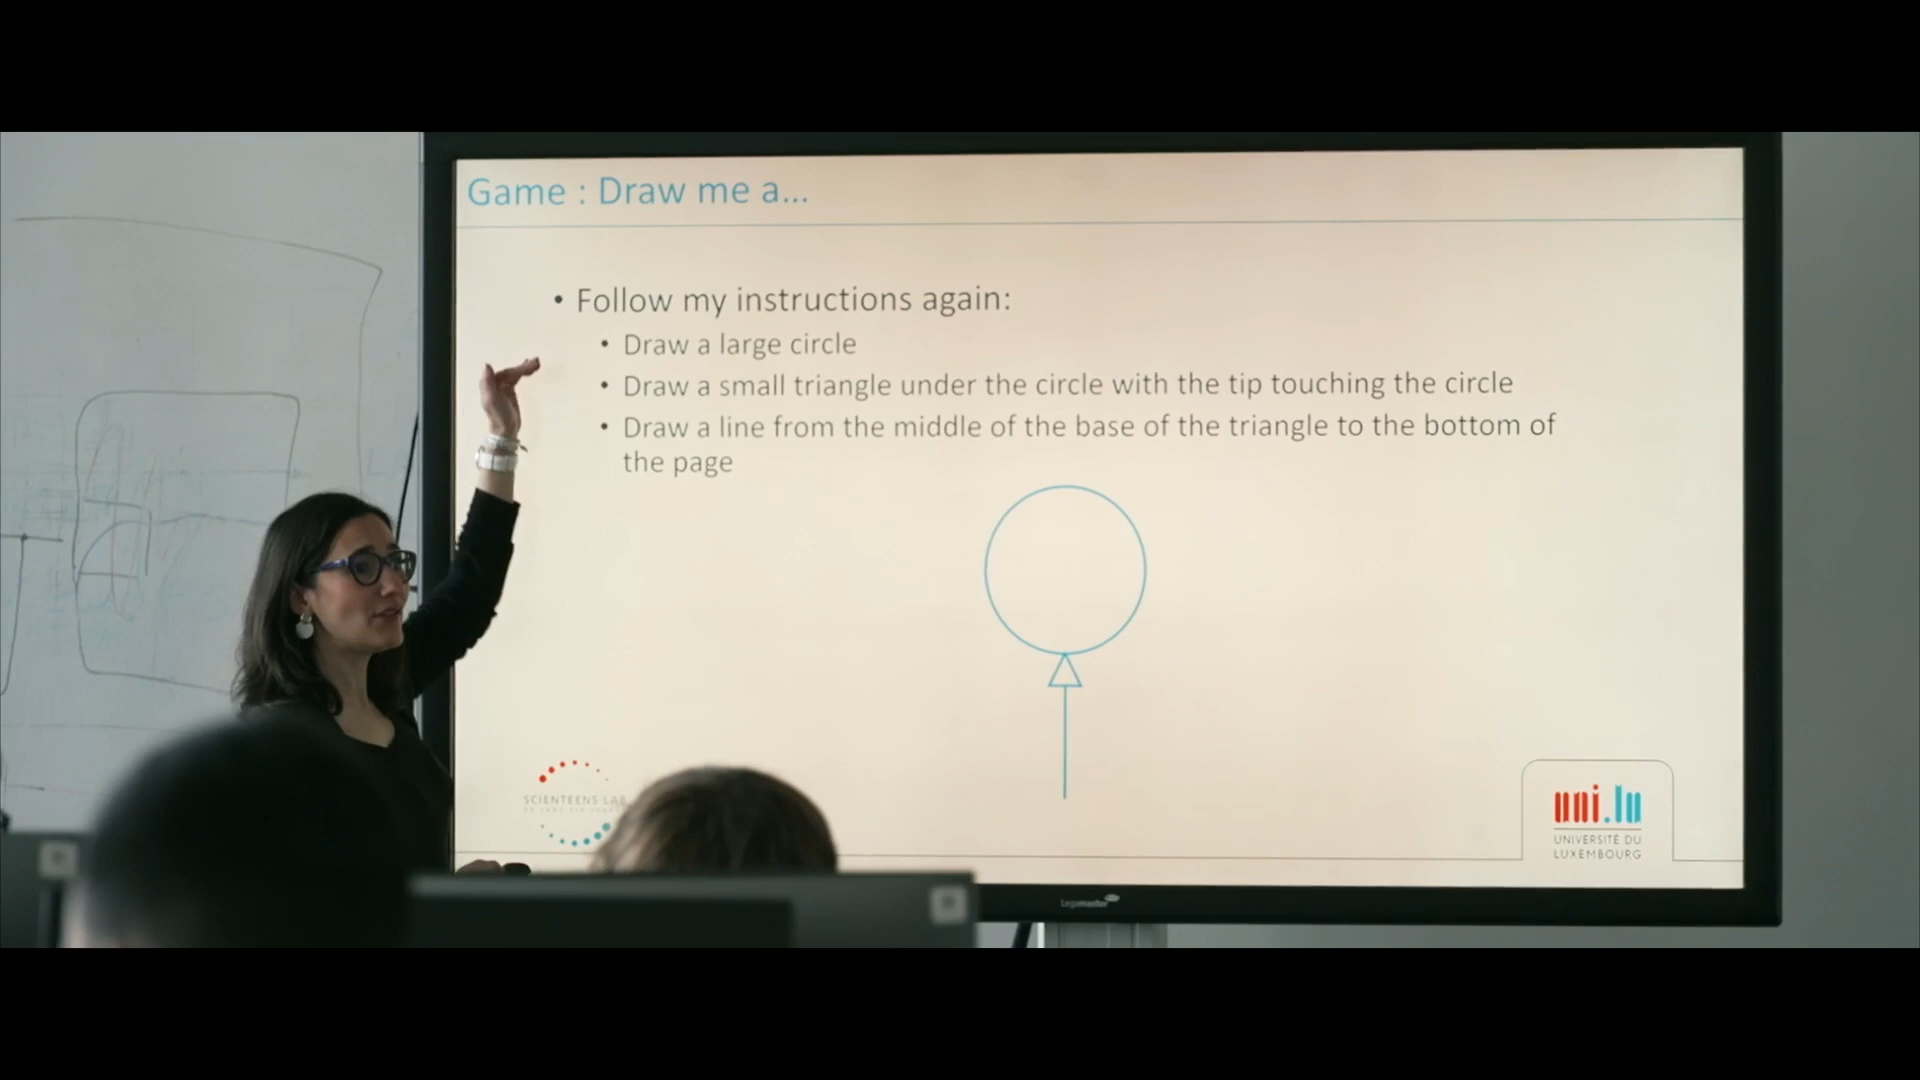 Game : Draw me a...
• Follow my instructions again:
• Draw a large circle
• Draw a small triangle under the circle with the tip touching the circle
• Draw a line from the middle of the base of the triangle to the bottom of
the page
SCIENTEENS LAB
uni.lu
UNIVERSITÉ DU
LUXEMBOURG
Legamaster